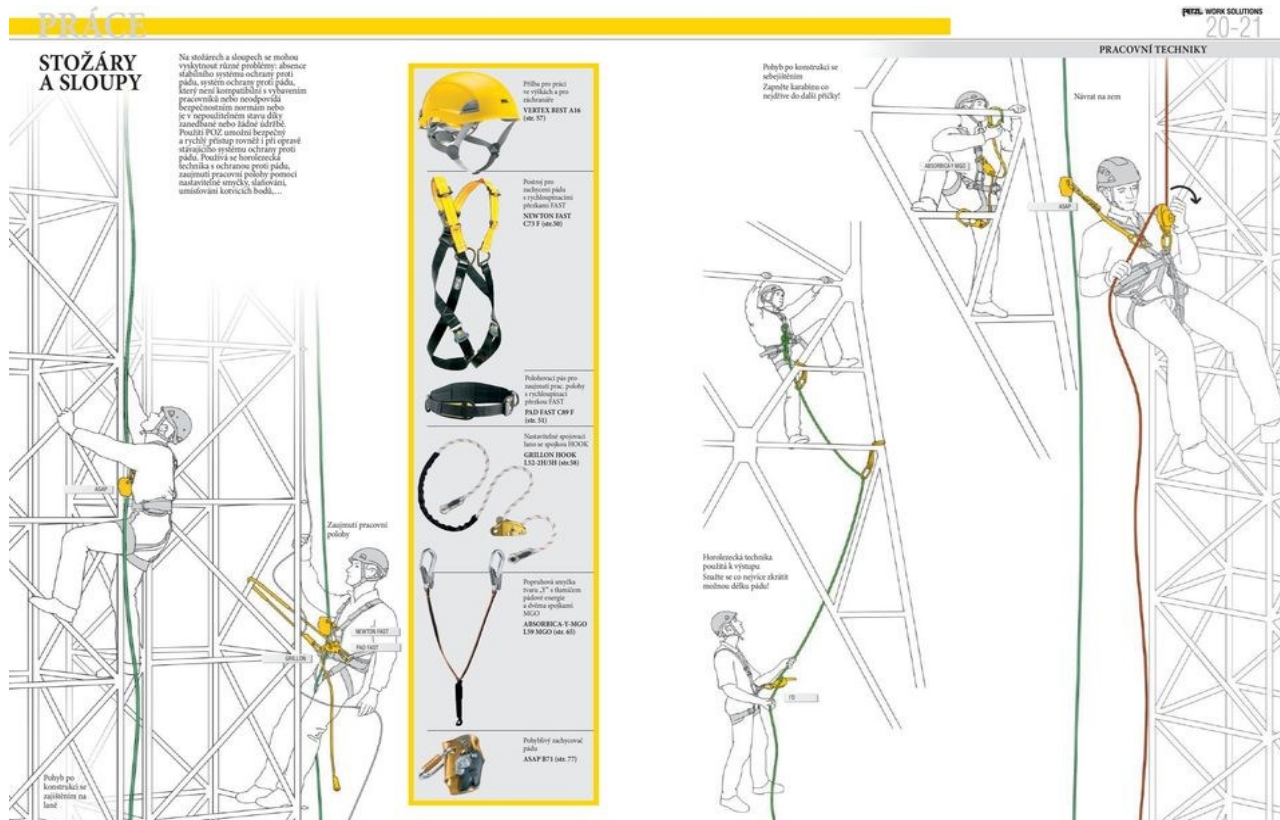 PRÁCE
STOŽÁRY
A SLOUPY
Na stožárech a sloupech se mohou
vyskytnout různé problémy: absence
stabilního systému ochrany proti
pádu, systém ochrany proti pádu,
který není kompatibilní s vybavením
pracovníků nebo neodpovídá
bezpečnostním normám nebo
je v nepoužitelném stavu díky
zanedbané nebo žádné údržbě.
Použití POZ umožní bezpečný
a rychlý přístup rovněž i při opravě
stávajícího systému ochrany proti
pádu. Používá se horolezecká
technika s ochranou proti pádu,
zaujmutí pracovní polohy pomocí
nastavitelné smyčky, slaňování,
umisťování kotvicích bodů,…
ASAP
Pohyb po
konstrukci se
zajištěním na
laně
Zaujmutí pracovní
polohy
NEWTON FAST
PAD FAST
GRILLON
Přilba pro práci
ve výškách a pro
záchranáře
VERTEX BEST A16
(str. 57)
Postroj pro
zachycení pádu
s rychloupínacími
přezkami FAST
NEWTON FAST
C73 F (str.50)
Polohovací pás pro
zaujmutí prac. polohy
s rychloupínací
přezkou FAST
PAD FAST C89 F
(str. 51)
Nastavitelné spojovací
lano se spojkou HOOK
GRILLON HOOK
L52-2H/3H (str.58)
Popruhová smyčka
tvaru „Y" s tlumičem
pádové energie
a dvěma spojkami
MGO
ABSORBICA-Y-MGO
L59 MGO (str. 65)
Pohyblivý zachycovač
pádu
ASAP B71 (str. 77)
PETZL WORK SOLUTIONS
20-21
PRACOVNÍ TECHNIKY
Pohyb po konstrukci se
sebejištěním
Zapněte karabinu co
nejdříve do další příčky!
ABSORBICA-Y MGO
Návrat na zem
ASAP
Horolezecká technika
použitá k výstupu
Snažte se co nejvíce zkrátit
možnou délku pádu!
I'D